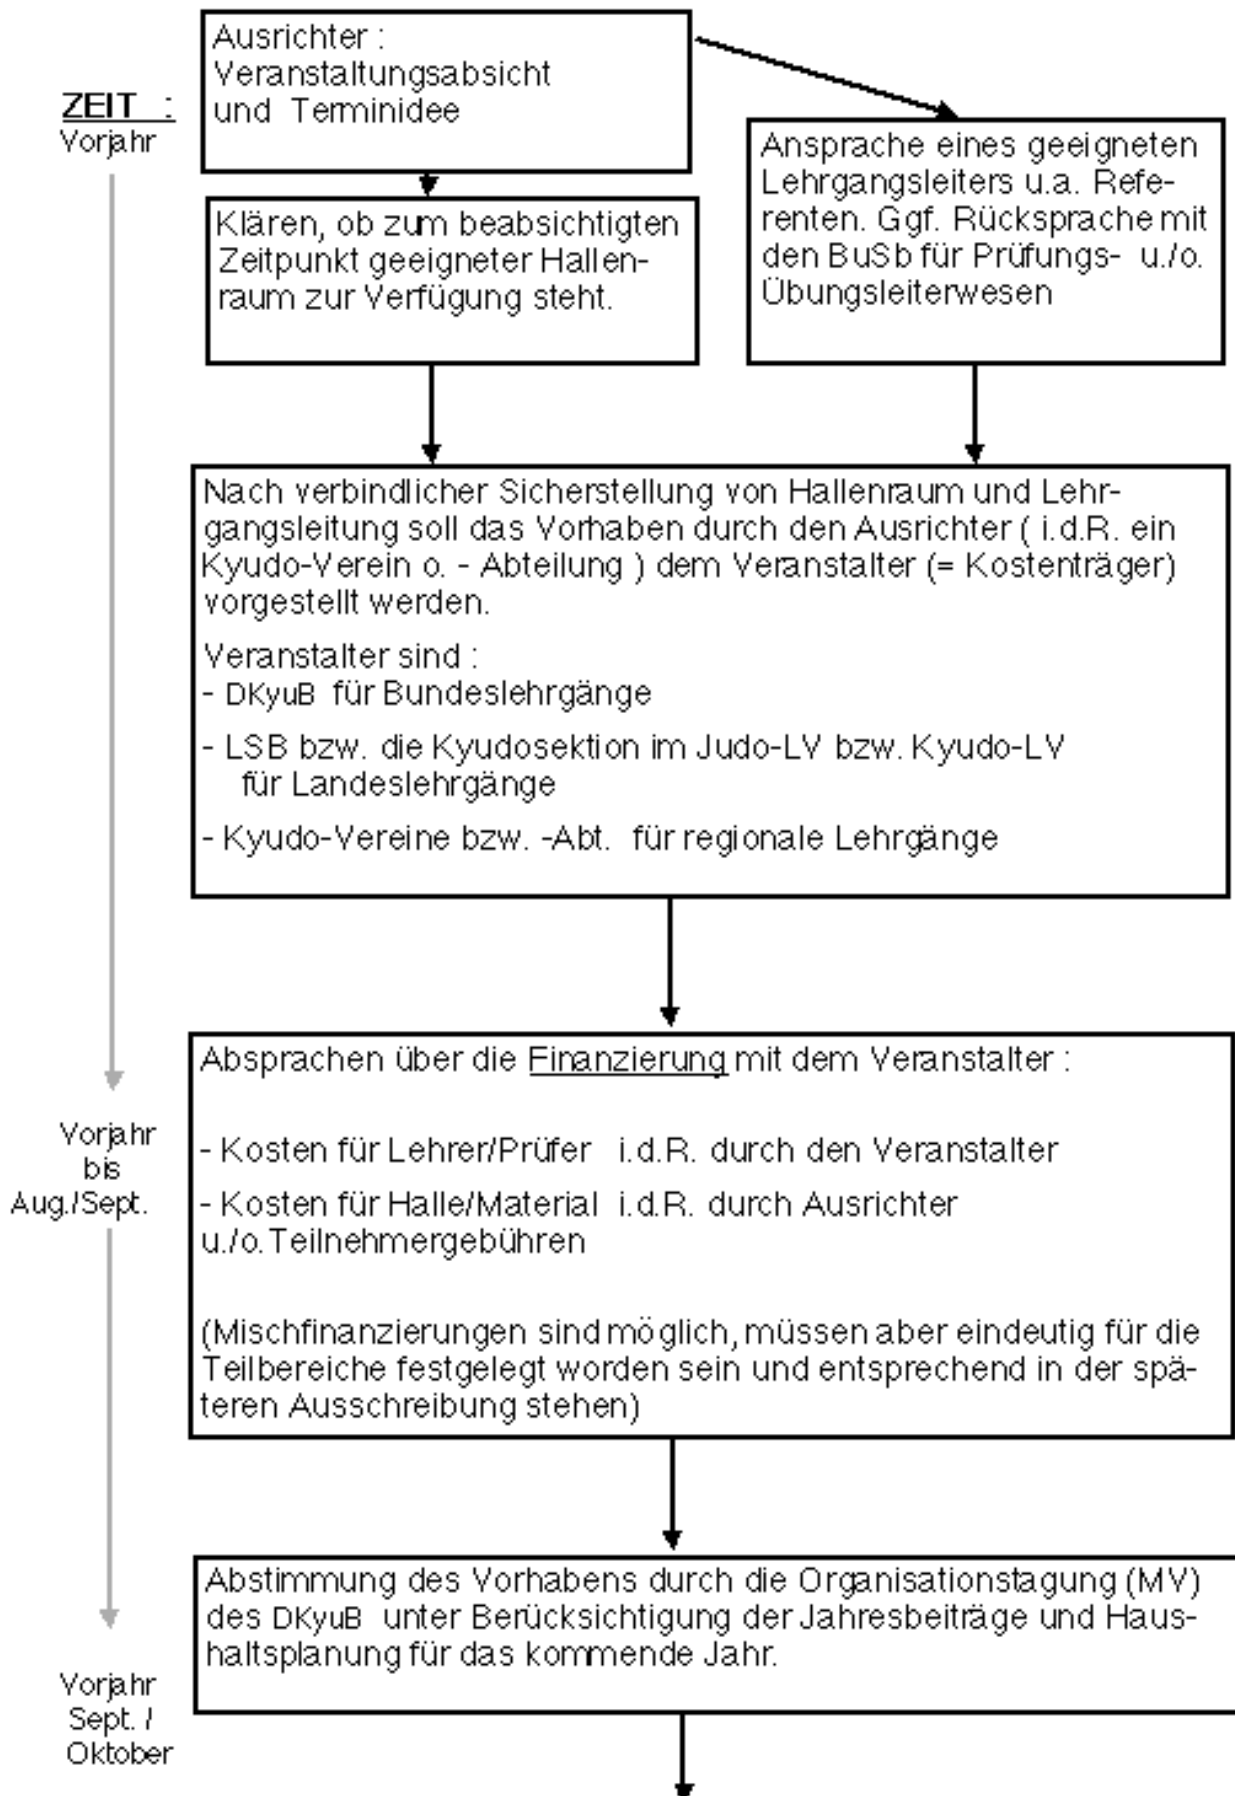 Ausrichter :
Veranstaltungsabsicht
und Terminidee
ZEIT :
Vorjahr
Ansprache eines geeigneten
Lehrgangsleiters u.a. Refe-
renten. Ggf. Rücksprache mit
den BuSb für Prüfungs- u./o.
Übungsleiterwesen
Klären, ob zum beabsichtigten
Zeitpunkt geeigneter Hallen-
raum zur Verfügung steht.
Nach verbindlicher Sicherstellung von Hallenraum und Lehr-
gangsleitung soll das Vorhaben durch den Ausrichter ( i.d.R. ein
Kyudo-Verein o. - Abteilung ) dem Veranstalter (= Kostenträger)
vorgestellt werden.
Veranstalter sind :
- DKyuB für Bundeslehrgänge
- LSB bzw. die Kyudosektion im Judo-LV bzw. Kyudo-LV
für Landeslehrgänge
- Kyudo-Vereine bzw. -Abt. für regionale Lehrgänge
Absprachen über die Finanzierung mit dem Veranstalter :
- Kosten für Lehrer/Prüfer i.d.R. durch den Veranstalter
- Kosten für Halle/Material i.d.R. durch Ausrichter
u./o. Teilnehmergebühren
(Mischfinanzierungen sind möglich, müssen aber eindeutig für die
Teilbereiche festgelegt worden sein und entsprechend in der spä-
teren Ausschreibung stehen)
Vorjahr
bis
Aug./Sept.
Abstimmung des Vorhabens durch die Organisationstagung (MV)
des DKyuB unter Berücksichtigung der Jahresbeiträge und Haus-
haltsplanung für das kommende Jahr.
Vorjahr
Sept. /
Oktober